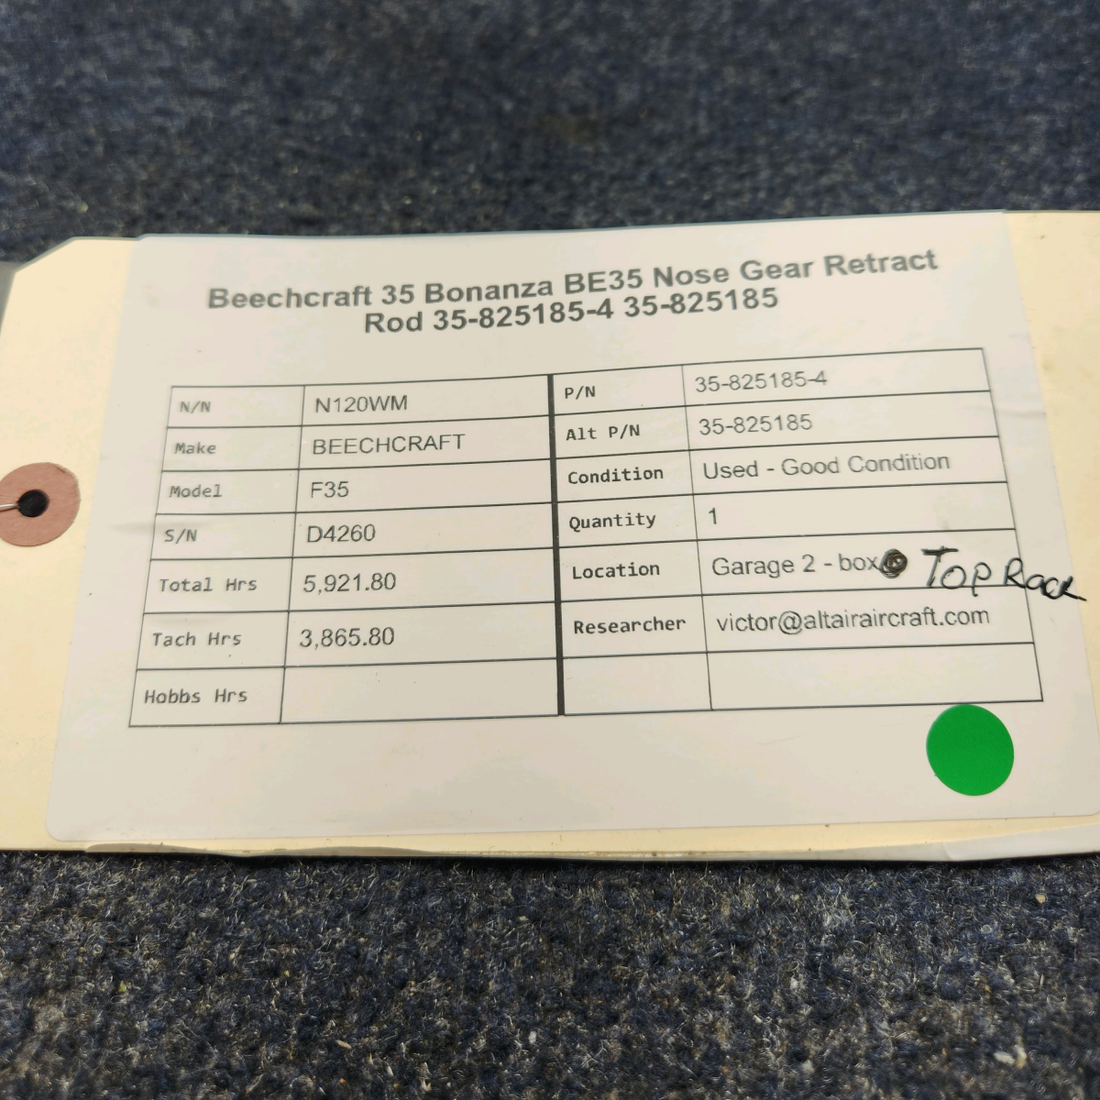 Beechcraft 35 Bonanza BE35 Nose Gear Retract
Rod 35-825185-4 35-825185
N/N N120WM P/N 35-825185-4
Make BEECHCRAFT Alt P/N 35-825185
Model F35 Condition Used - Good Condition
S/N D4260 Quantity 1
Total Hrs 5,921.80 Location Garage 2 - box Top Rack
Tach Hrs 3,865.80 Researcher victor@altairaircraft.com
Hobbs Hrs